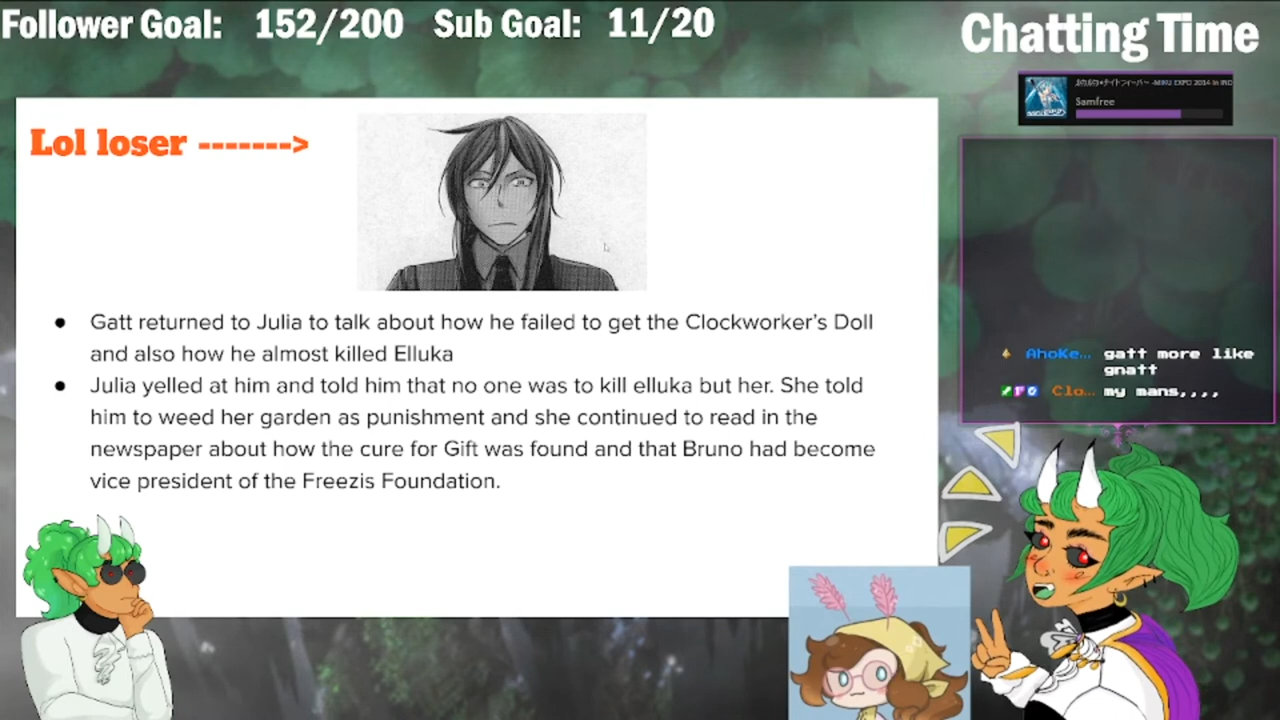 Follower Goal: 152/200 Sub Goal: 11/20
Chatting Time
-MIKU EXPO 2014 in IND
Samfree
Lol loser ------->
Gatt returned to Julia to talk about how he failed to get the Clockworker's Doll
and also how he almost killed Elluka
Julia yelled at him and told him that no one was to kill elluka but her. She told
him to weed her garden as punishment and she continued to read in the
newspaper about how the cure for Gift was found and that Bruno had become
vice president of the Freezis Foundation.
AhoKe... gatt more like
gnatt
Clo... my mans,,,,